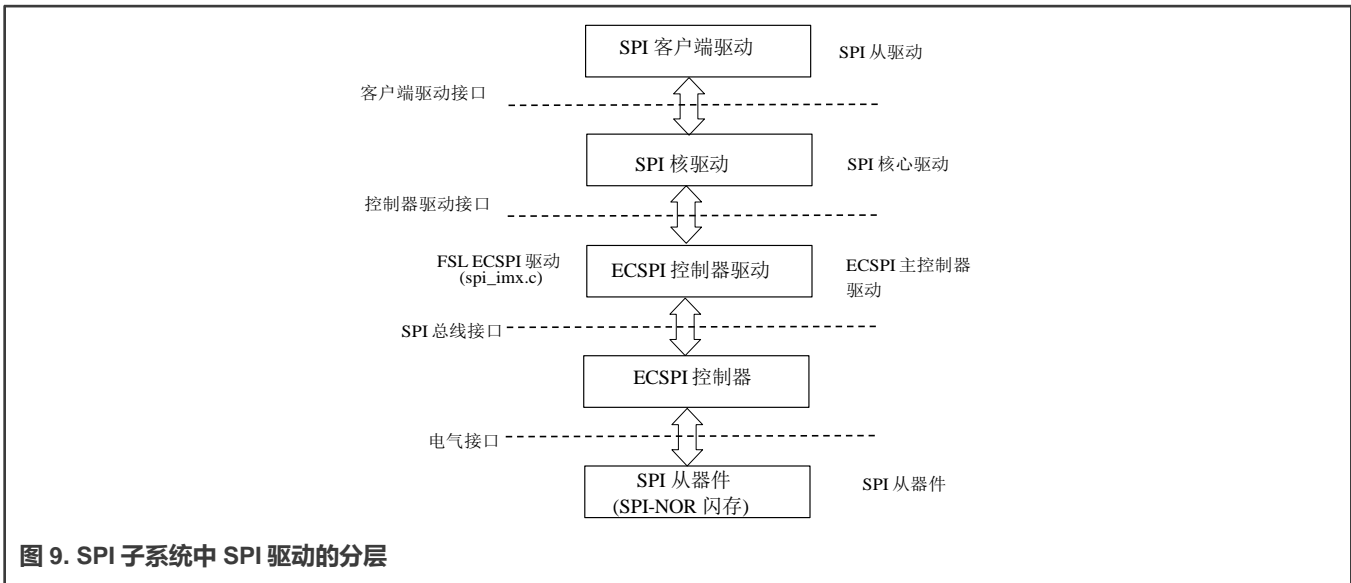 SPI 客户端驱动
SPI 从驱动
客户端驱动接口
SPI 核驱动
SPI 核心驱动
控制器驱动接口
FSL ECSPI 驱动
(spi_imx.c)
ECSPI 控制器驱动
ECSPI 主控制器
驱动
SPI 总线接口
ECSPI 控制器
电气接口
SPI 从器件
(SPI-NOR 闪存)
SPI 从器件
图 9. SPI 子系统中 SPI 驱动的分层